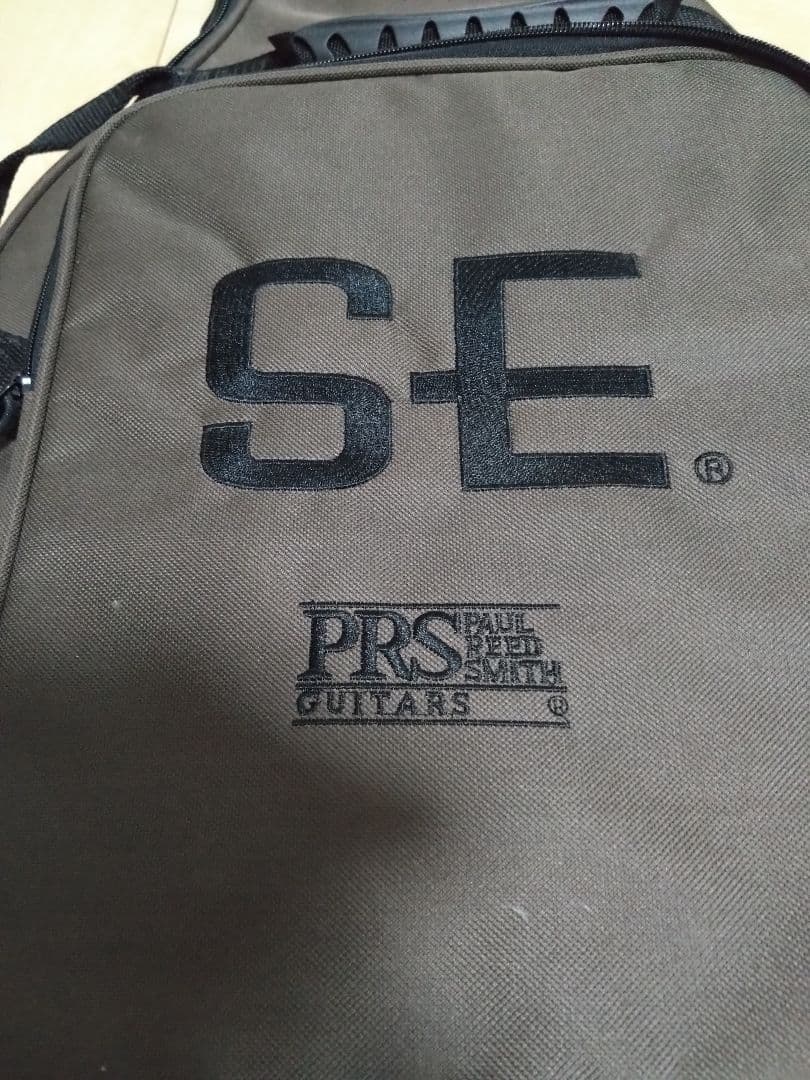 SE®
PRS PAUL
REED
SMITH
GUITARS ®